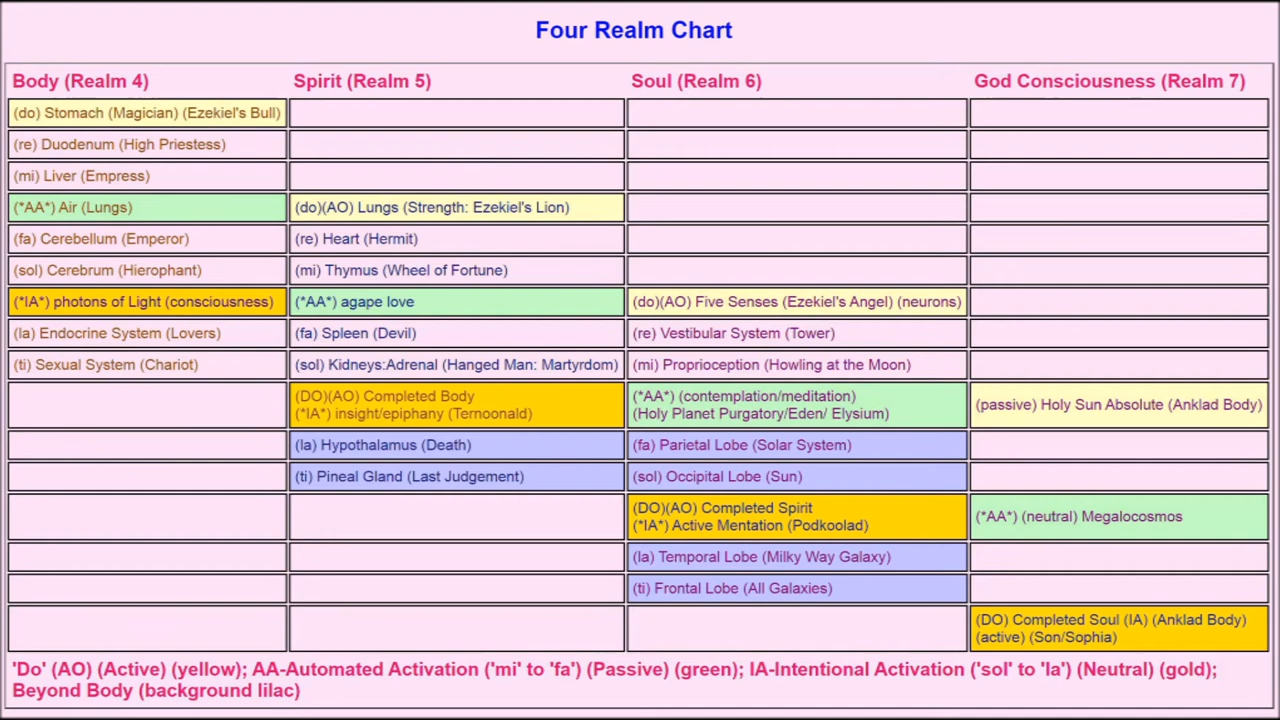 Four Realm Chart
Body (Realm 4) Spirit (Realm 5) Soul (Realm 6) God Consciousness (Realm 7)
(do) Stomach (Magician) (Ezekiel's Bull)
(re) Duodenum (High Priestess)
(mi) Liver (Empress)
(*AA*) Air (Lungs) (do)(AO) Lungs (Strength: Ezekiel's Lion)
(fa) Cerebellum (Emperor) (re) Heart (Hermit)
(sol) Cerebrum (Hierophant) (mi) Thymus (Wheel of Fortune)
(*IA*) photons of Light (consciousness) (*AA*) agape love (do)(AO) Five Senses (Ezekiel's Angel) (neurons)
(la) Endocrine System (Lovers) (fa) Spleen (Devil) (re) Vestibular System (Tower)
(ti) Sexual System (Chariot) (sol) Kidneys:Adrenal (Hanged Man: Martyrdom) (mi) Proprioception (Howling at the Moon)
(DO)(AO) Completed Body
(*IA*) insight/epiphany (Ternoonald)
(*AA*) (contemplation/meditation)
(Holy Planet Purgatory/Eden/ Elysium)
(passive) Holy Sun Absolute (Anklad Body)
(la) Hypothalamus (Death) (fa) Parietal Lobe (Solar System)
(ti) Pineal Gland (Last Judgement) (sol) Occipital Lobe (Sun)
(DO)(AO) Completed Spirit
(*IA*) Active Mentation (Podkoolad)
(*AA*) (neutral) Megalocosmos
(la) Temporal Lobe (Milky Way Galaxy)
(ti) Frontal Lobe (All Galaxies)
(DO) Completed Soul (IA) (Anklad Body)
(active) (Son/Sophia)
'Do' (AO) (Active) (yellow); AA-Automated Activation ('mi' to 'fa') (Passive) (green); IA-Intentional Activation ('sol' to 'la') (Neutral) (gold);
Beyond Body (background lilac)